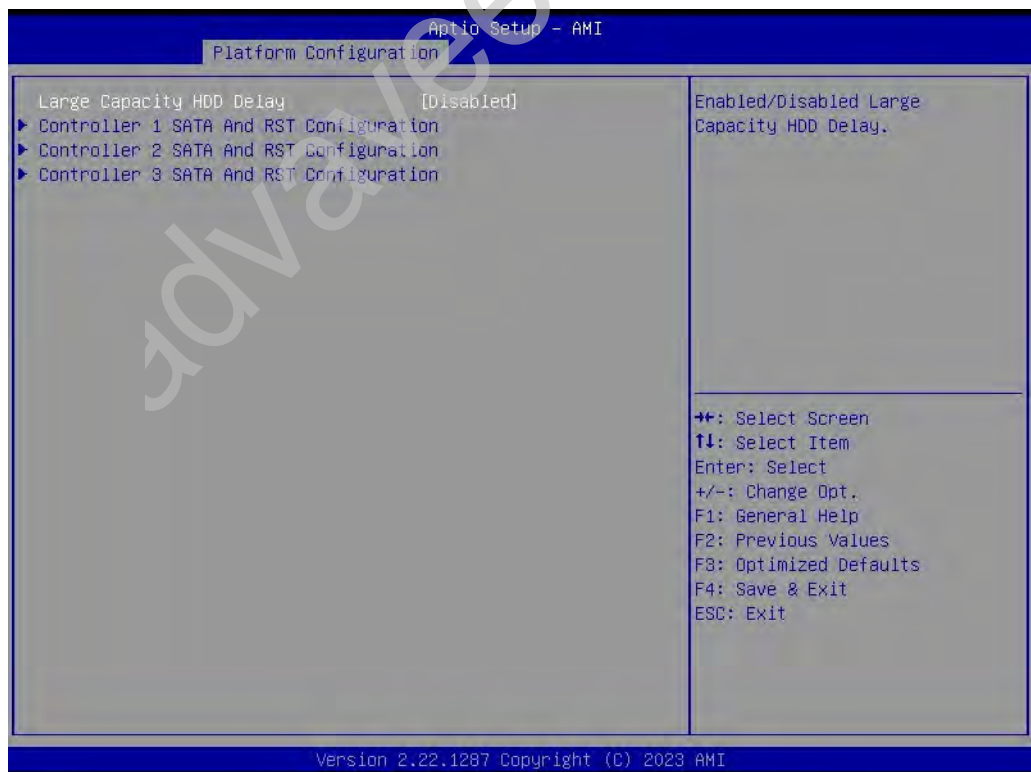 Aptio Setup - AMI
Platform Configuration
Large Capacity HDD Delay [Disabled]
▶ Controller 1 SATA And RST Configuration
▶ Controller 2 SATA And RST Configuration
▶ Controller 3 SATA And RST Configuration
Enabled/Disabled Large
Capacity HDD Delay.
→←: Select Screen
↑↓: Select Item
Enter: Select
+/-: Change Opt.
F1: General Help
F2: Previous Values
F3: Optimized Defaults
F4: Save & Exit
ESC: Exit
Version 2.22.1287 Copyright (C) 2023 AMI